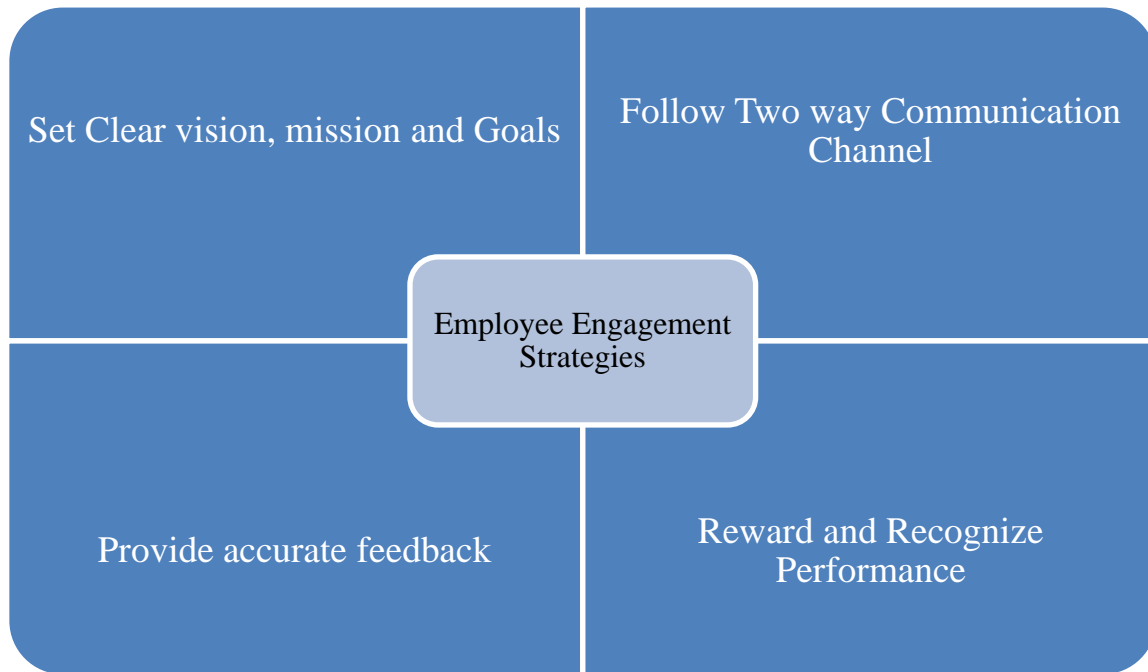 Set Clear vision, mission and Goals
Follow Two way Communication
Channel
Employee Engagement
Strategies
Provide accurate feedback
Reward and Recognize
Performance